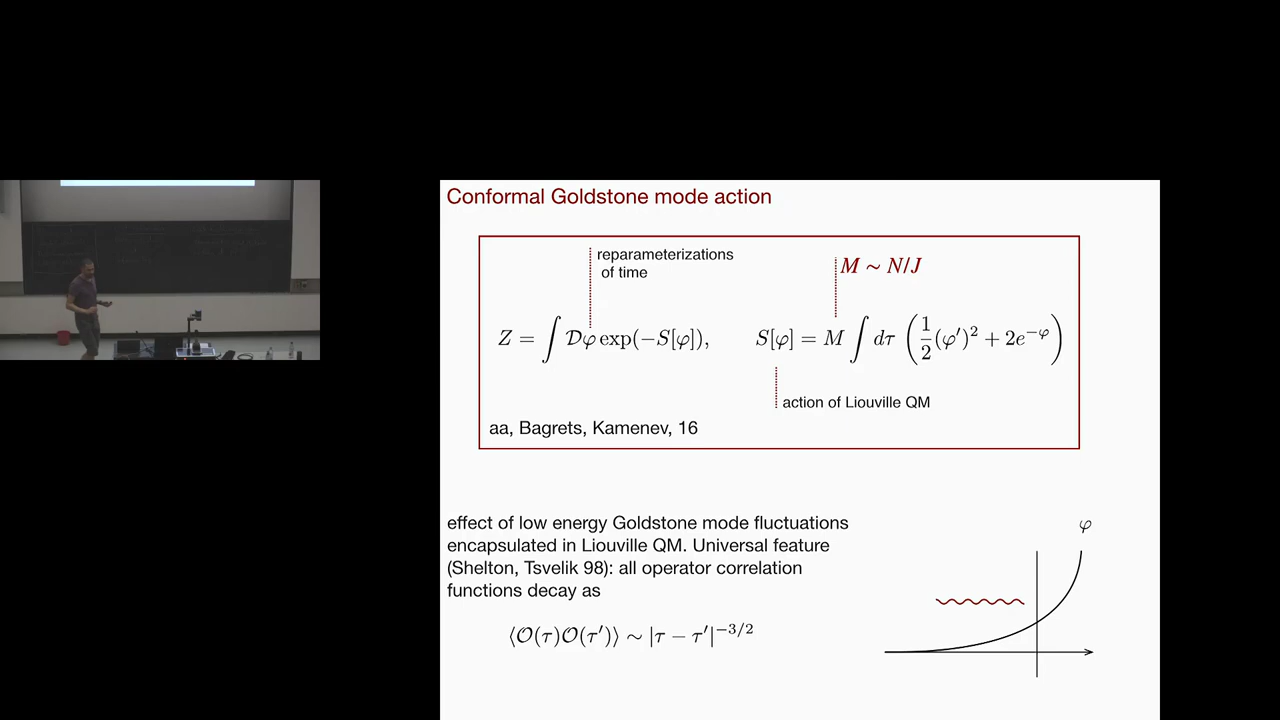 Conformal Goldstone mode action
reparameterizations
of time
M ∼ N/J
Z = ∫ 𝒟φ exp(−S[φ]), S[φ] = M ∫ dτ (1/2 (φ′)² + 2e^{−φ})
action of Liouville QM
aa, Bagrets, Kamenev, 16
effect of low energy Goldstone mode fluctuations
encapsulated in Liouville QM. Universal feature
(Shelton, Tsvelik 98): all operator correlation
functions decay as
⟨𝒪(τ)𝒪(τ′)⟩ ∼ |τ − τ′|^{−3/2}
φ